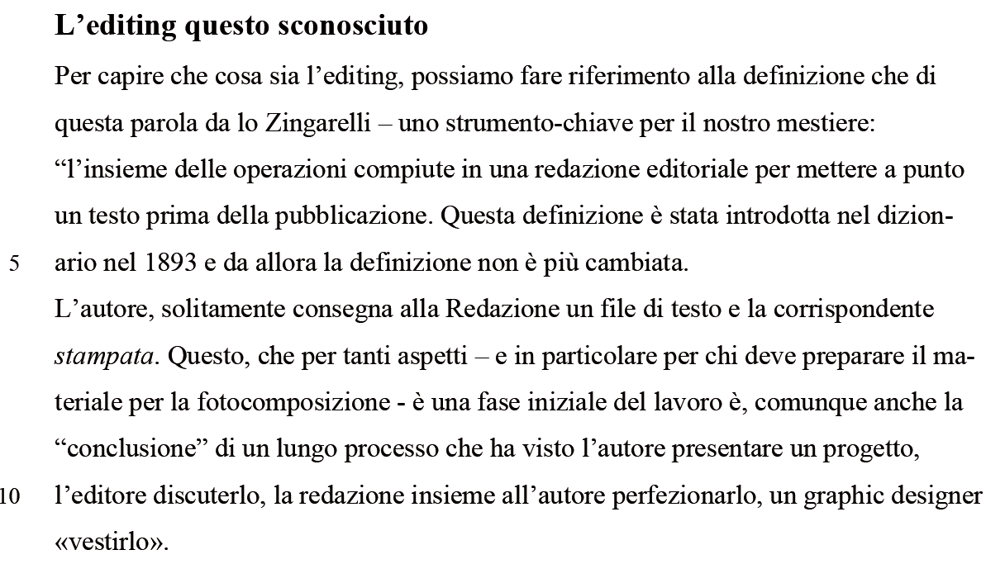 L’editing questo sconosciuto
Per capire che cosa sia l’editing, possiamo fare riferimento alla definizione che di
questa parola da lo Zingarelli – uno strumento-chiave per il nostro mestiere:
“l’insieme delle operazioni compiute in una redazione editoriale per mettere a punto
un testo prima della pubblicazione. Questa definizione è stata introdotta nel dizion-
5 ario nel 1893 e da allora la definizione non è più cambiata.
L’autore, solitamente consegna alla Redazione un file di testo e la corrispondente
stampata. Questo, che per tanti aspetti – e in particolare per chi deve preparare il ma-
teriale per la fotocomposizione - è una fase iniziale del lavoro è, comunque anche la
“conclusione” di un lungo processo che ha visto l’autore presentare un progetto,
10 l’editore discuterlo, la redazione insieme all’autore perfezionarlo, un graphic designer
«vestirlo».